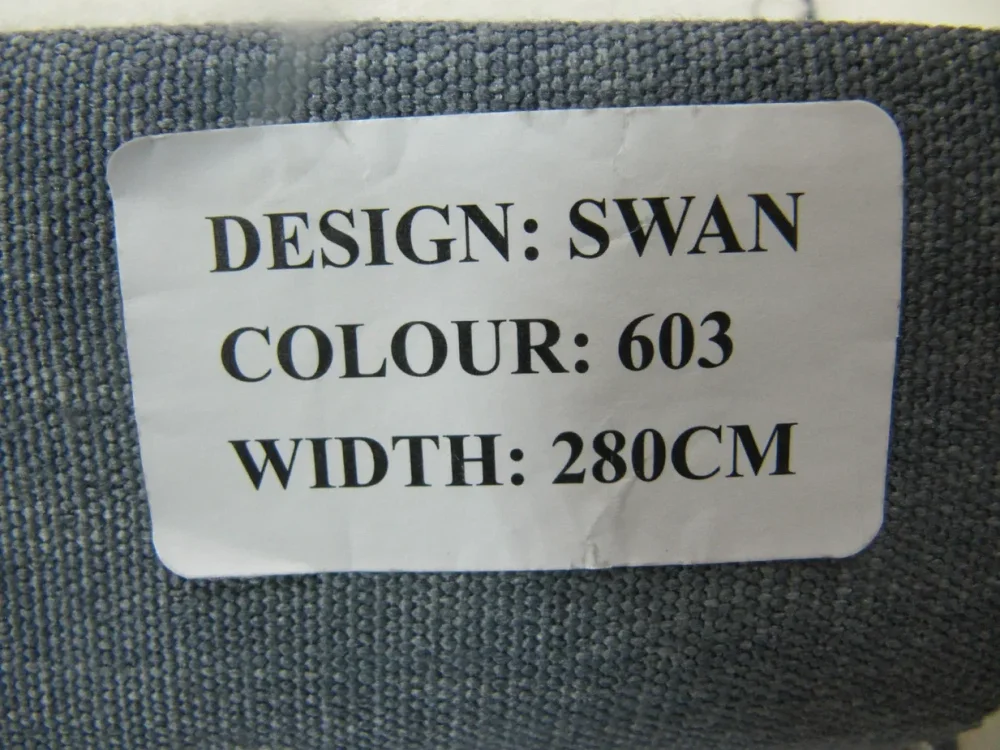 DESIGN: SWAN
COLOUR: 603
WIDTH: 280CM